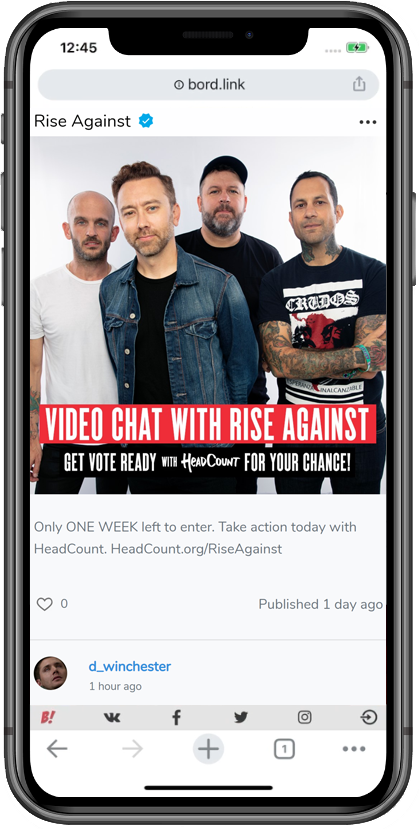 12:45
bord.link
Rise Against
CRUDOS
VIDEO CHAT WITH RISE AGAINST
GET VOTE READY WITH HEADCOUNT FOR YOUR CHANCE!
Only ONE WEEK left to enter. Take action today with
HeadCount. HeadCount.org/RiseAgainst
0
Published 1 day ago
d_winchester
1 hour ago
B!
1